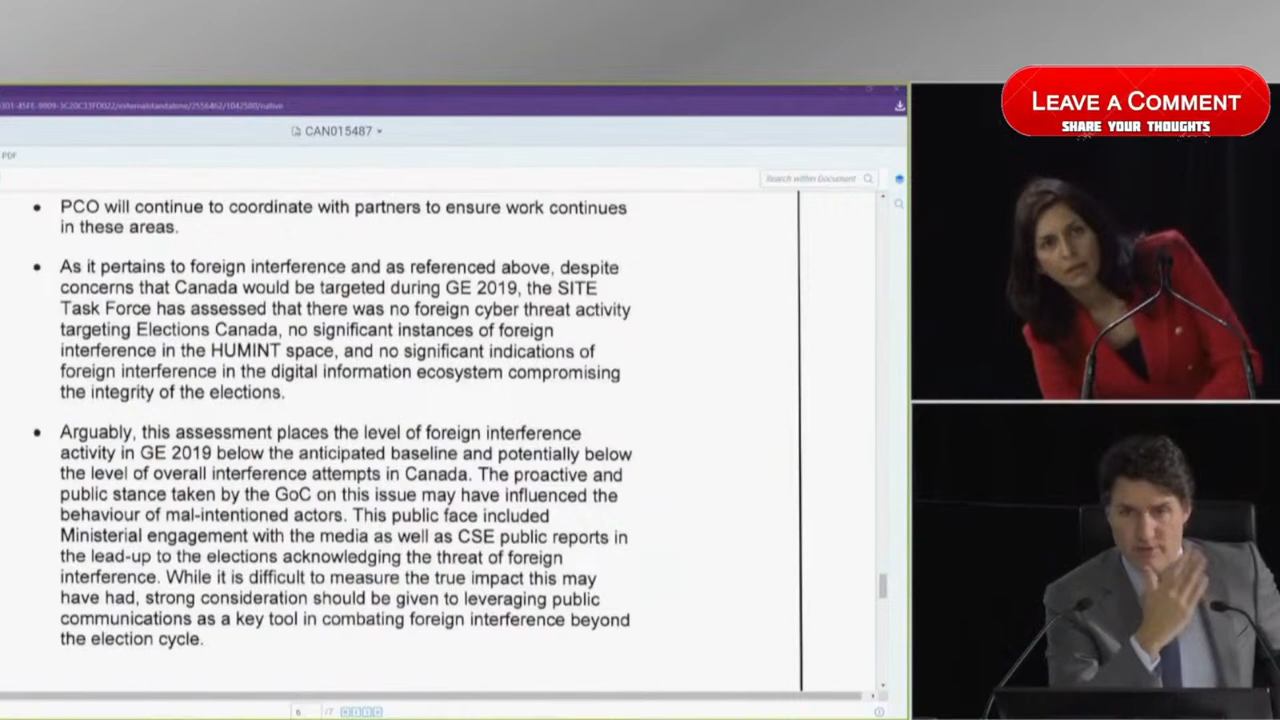 LEAVE A COMMENT
SHARE YOUR THOUGHTS
CAN015487
PDF
Search within Document
• PCO will continue to coordinate with partners to ensure work continues
in these areas.
• As it pertains to foreign interference and as referenced above, despite
concerns that Canada would be targeted during GE 2019, the SITE
Task Force has assessed that there was no foreign cyber threat activity
targeting Elections Canada, no significant instances of foreign
interference in the HUMINT space, and no significant indications of
foreign interference in the digital information ecosystem compromising
the integrity of the elections.
• Arguably, this assessment places the level of foreign interference
activity in GE 2019 below the anticipated baseline and potentially below
the level of overall interference attempts in Canada. The proactive and
public stance taken by the GoC on this issue may have influenced the
behaviour of mal-intentioned actors. This public face included
Ministerial engagement with the media as well as CSE public reports in
the lead-up to the elections acknowledging the threat of foreign
interference. While it is difficult to measure the true impact this may
have had, strong consideration should be given to leveraging public
communications as a key tool in combating foreign interference beyond
the election cycle.
6 /7